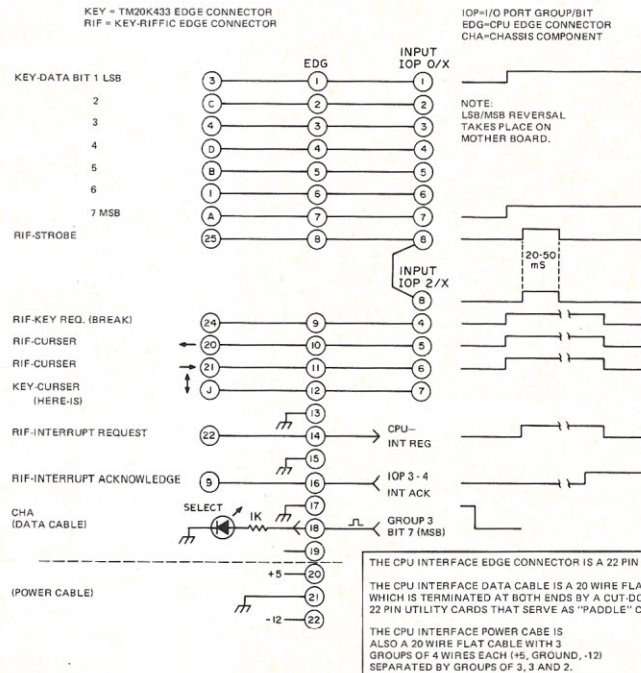 KEY = TM20K433 EDGE CONNECTOR
RIF = KEY-RIFFIC EDGE CONNECTOR
IOP=I/O PORT GROUP/BIT
EDG=CPU EDGE CONNECTOR
CHA=CHASSIS COMPONENT
EDG
INPUT
IOP 0/X
KEY-DATA BIT 1 LSB 3 1 1
2 C 2 2
3 4 3 3
4 D 4 4
5 B 5 5
6 1 6 6
7 MSB A 7 7
RIF-STROBE 25 8 8
NOTE:
LSB/MSB REVERSAL
TAKES PLACE ON
MOTHER BOARD.
20-50
mS
INPUT
IOP 2/X
8
RIF-KEY REQ. (BREAK) 24 9 4
RIF-CURSER 20 10 5
RIF-CURSER 21 11 6
KEY-CURSER J 12 7
(HERE-IS)
13
RIF-INTERRUPT REQUEST 22 14 CPU-
INT REG
15
RIF-INTERRUPT ACKNOWLEDGE 9 16 IOP 3-4
INT ACK
17
CHA
(DATA CABLE)
SELECT 1K 18 GROUP 3
BIT 7 (MSB)
19
+5 20
(POWER CABLE) 21
-12 22
THE CPU INTERFACE EDGE CONNECTOR IS A 22 PIN
THE CPU INTERFACE DATA CABLE IS A 20 WIRE FLA
WHICH IS TERMINATED AT BOTH ENDS BY A CUT-DO
22 PIN UTILITY CARDS THAT SERVE AS "PADDLE" C
THE CPU INTERFACE POWER CABE IS
ALSO A 20 WIRE FLAT CABLE WITH 3
GROUPS OF 4 WIRES EACH (+5, GROUND, -12)
SEPARATED BY GROUPS OF 3, 3 AND 2.